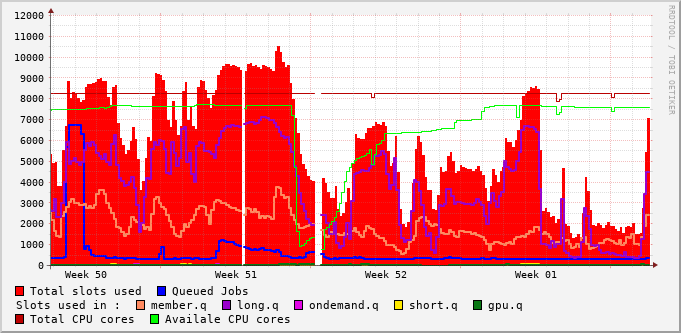 12000
11000
10000
9000
8000
7000
6000
5000
4000
3000
2000
1000
0
RRDTOOL / TOBI OETIKER
Week 50 Week 51 Week 52 Week 01
Total slots used Queued Jobs
Slots used in : member.q long.q ondemand.q short.q gpu.q
Total CPU cores Availale CPU cores